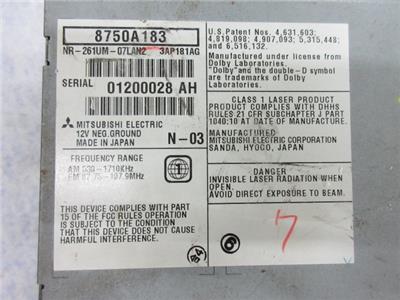 8750A183
NR-261UM-07LAN2 3AP181AG
SERIAL 01200028 AH
MITSUBISHI ELECTRIC
12V NEG.GROUND
MADE IN JAPAN
N-03
FREQUENCY RANGE
AM 530-1710KHz
FM 87.75-107.9MHz
THIS DEVICE COMPLIES WITH PART
15 OF THE FCC RULES OPERATION
IS SUBJECT TO THE CONDITION
THAT THIS DEVICE DOES NOT CAUSE
HARMFUL INTERFERENCE.
U.S.Patent Nos. 4,631,603;
4,819,098; 4,907,093; 5,315,448;
and 6,516,132.
Manufactured under license from
Dolby Laboratories.
"Dolby" and the double-D symbol
are trademarks of
Dolby Laboratories.
CLASS 1 LASER PRODUCT
PRODUCT COMPLIES WITH DHHS
RULES 21 CFR SUBCHAPTER J PART
1040:10 AT DATE OF MANUFACTURE.
MANUFACTURED
MITSUBISHI ELECTRIC CORPORATION
SANDA, HYOGO, JAPAN
DANGER
INVISIBLE LASER RADIATION WHEN
OPEN.
AVOID DIRECT EXPOSURE TO BEAM.
7
6